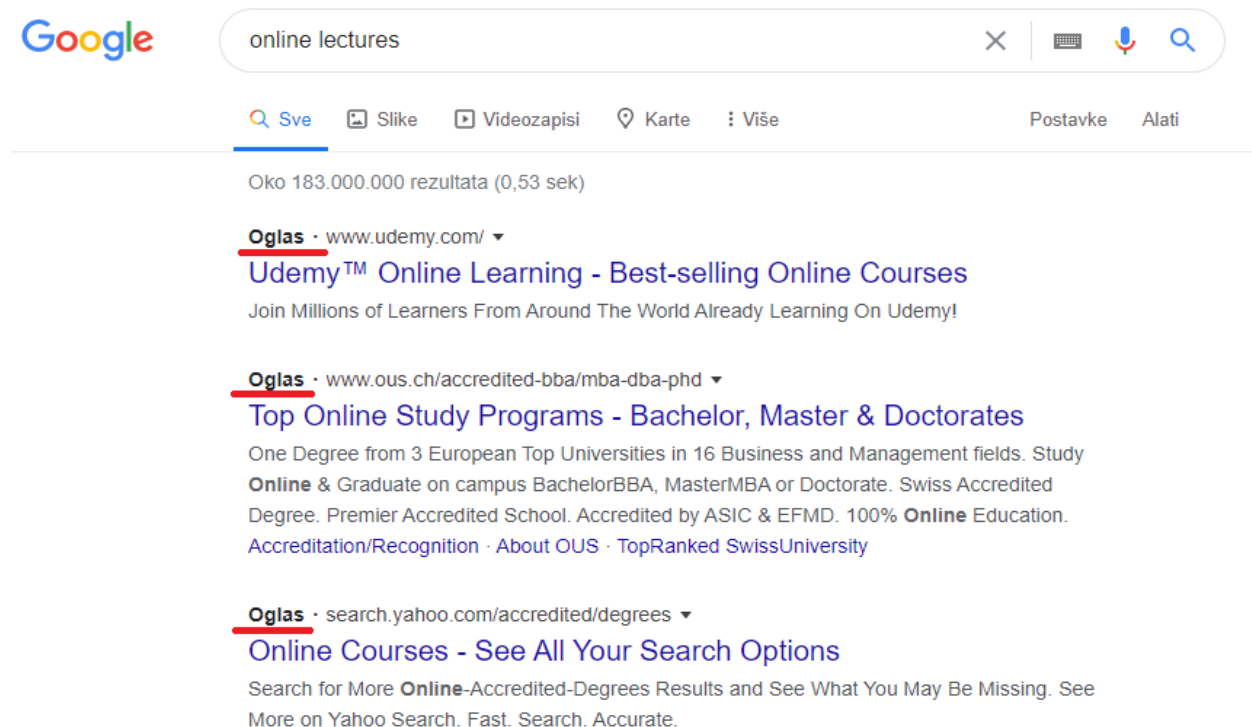 Google
online lectures
Sve Slike Videozapisi Karte Više Postavke Alati
Oko 183.000.000 rezultata (0,53 sek)
Oglas · www.udemy.com/
Udemy™ Online Learning - Best-selling Online Courses
Join Millions of Learners From Around The World Already Learning On Udemy!
Oglas · www.ous.ch/accredited-bba/mba-dba-phd
Top Online Study Programs - Bachelor, Master & Doctorates
One Degree from 3 European Top Universities in 16 Business and Management fields. Study
Online & Graduate on campus BachelorBBA, MasterMBA or Doctorate. Swiss Accredited
Degree. Premier Accredited School. Accredited by ASIC & EFMD. 100% Online Education.
Accreditation/Recognition · About OUS · TopRanked SwissUniversity
Oglas · search.yahoo.com/accredited/degrees
Online Courses - See All Your Search Options
Search for More Online-Accredited-Degrees Results and See What You May Be Missing. See
More on Yahoo Search. Fast. Search. Accurate.